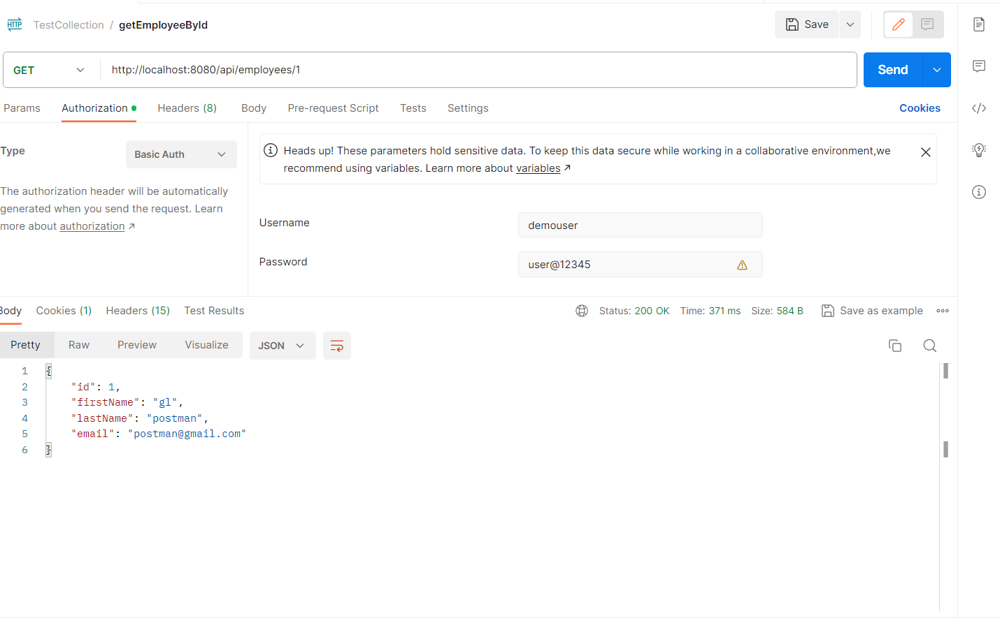 HTTP TestCollection / getEmployeeById Save
GET http://localhost:8080/api/employees/1 Send
Params Authorization Headers (8) Body Pre-request Script Tests Settings Cookies
Type Basic Auth
The authorization header will be automatically
generated when you send the request. Learn
more about authorization ↗
Heads up! These parameters hold sensitive data. To keep this data secure while working in a collaborative environment,we
recommend using variables. Learn more about variables ↗
Username demouser
Password user@12345
Body Cookies (1) Headers (15) Test Results Status: 200 OK Time: 371 ms Size: 584 B Save as example
Pretty Raw Preview Visualize JSON
1 {
2 "id": 1,
3 "firstName": "gl",
4 "lastName": "postman",
5 "email": "postman@gmail.com"
6 }